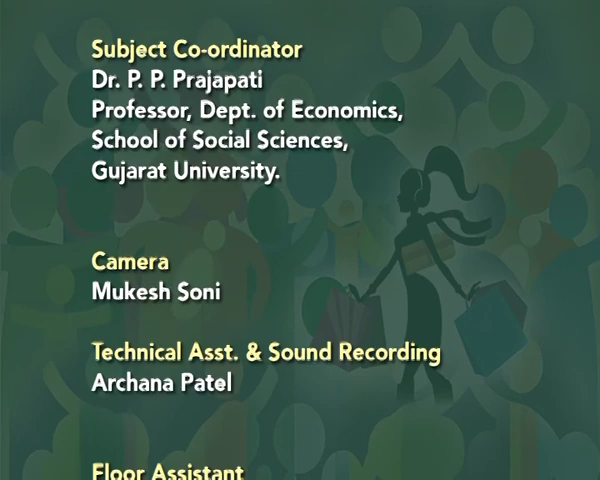 Subject Co-ordinator
Dr. P. P. Prajapati
Professor, Dept. of Economics,
School of Social Sciences,
Gujarat University.
Camera
Mukesh Soni
Technical Asst. & Sound Recording
Archana Patel
Floor Assistant